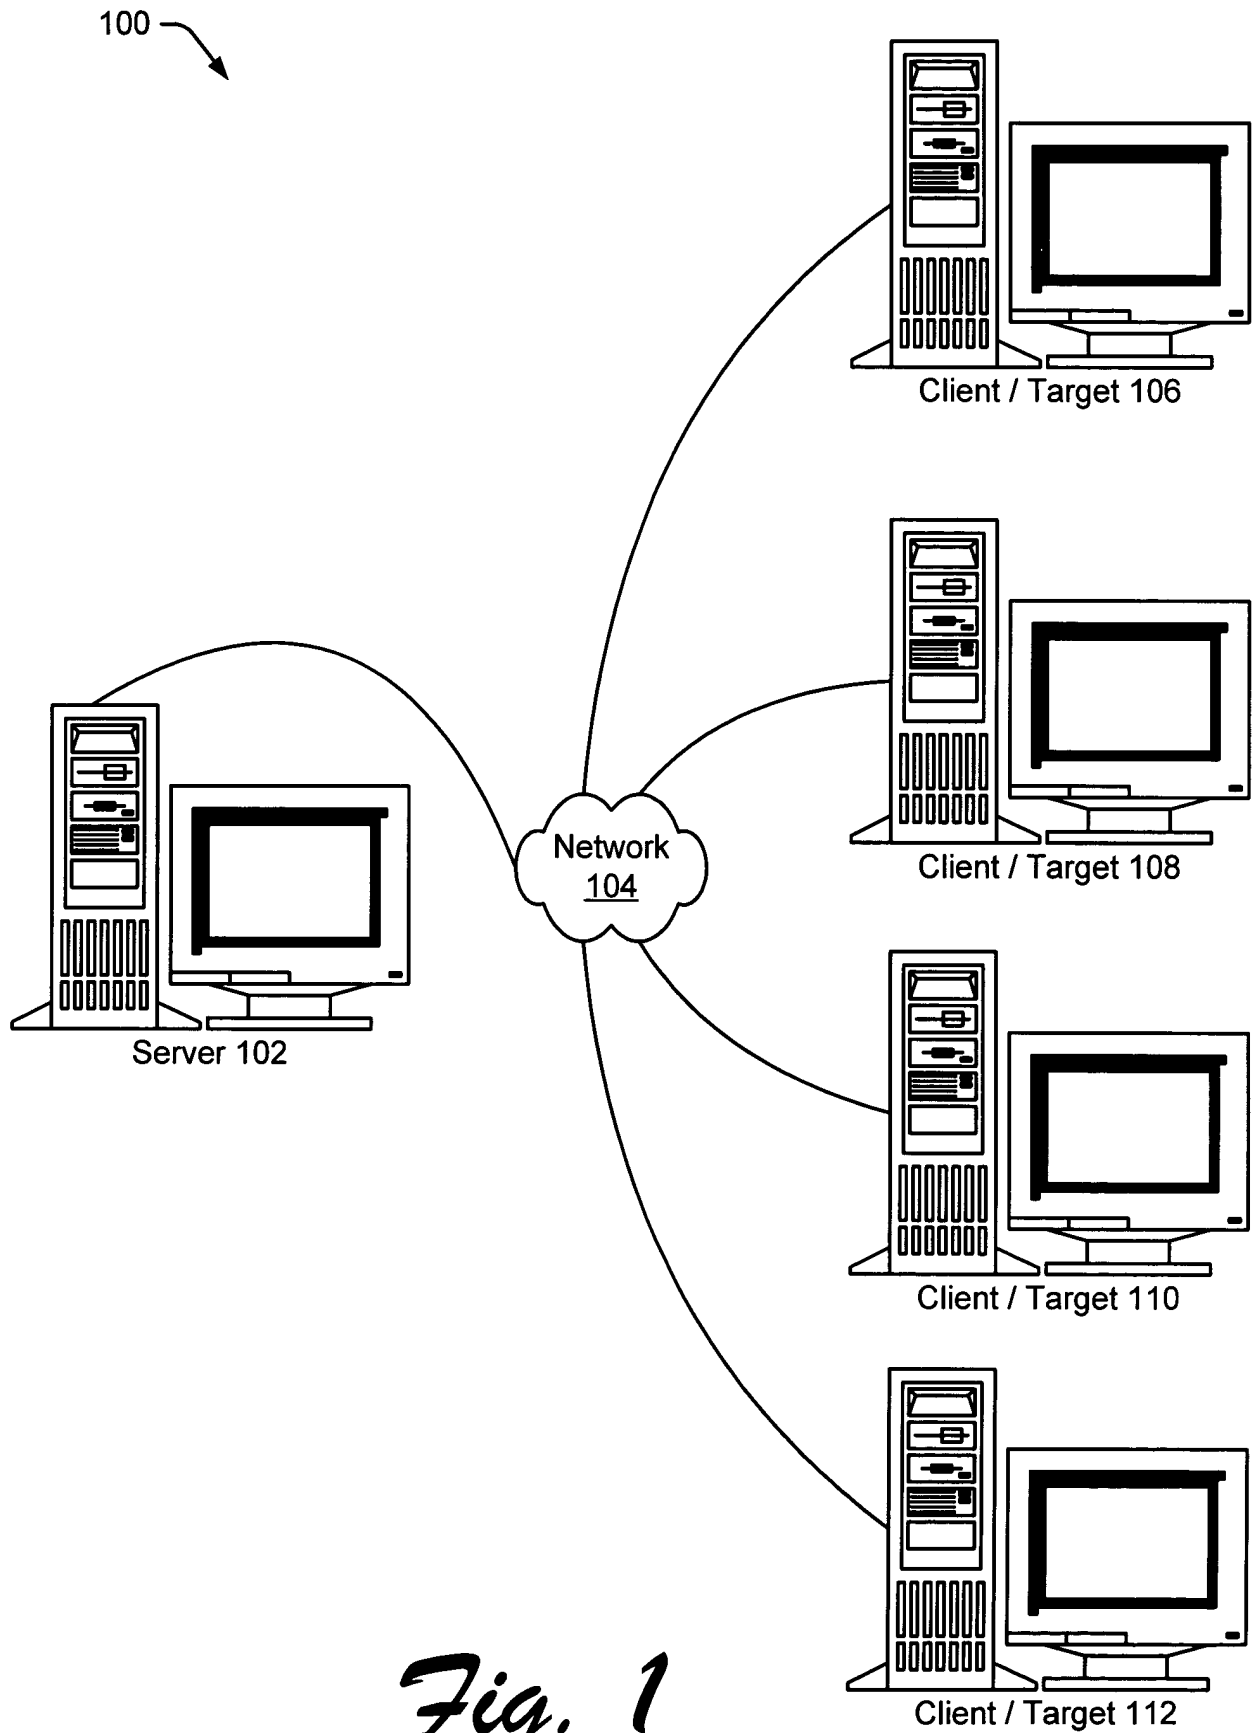 100
Client / Target 106
Client / Target 108
Network
104
Server 102
Client / Target 110
Client / Target 112
Fig. 1